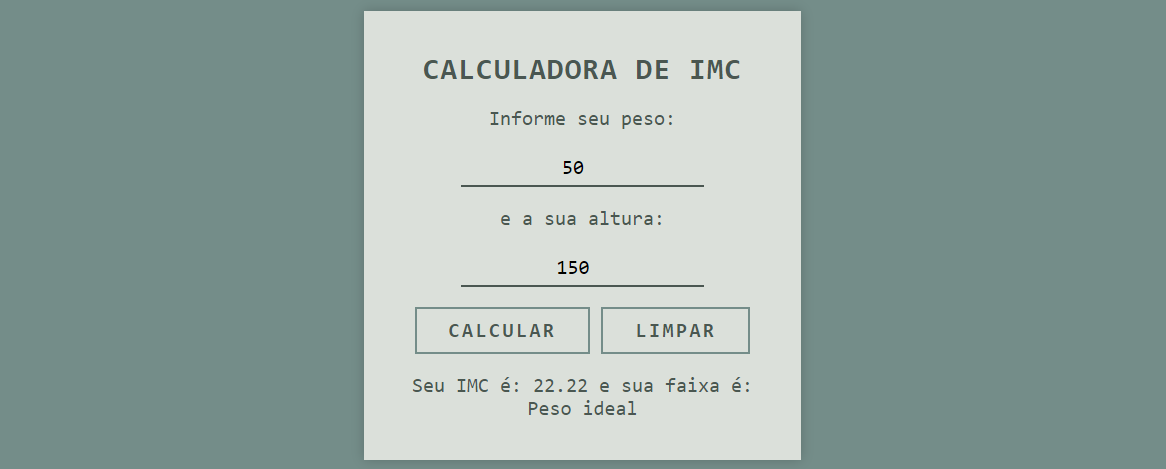 CALCULADORA DE IMC
Informe seu peso:
50
e a sua altura:
150
CALCULAR LIMPAR
Seu IMC é: 22.22 e sua faixa é:
Peso ideal